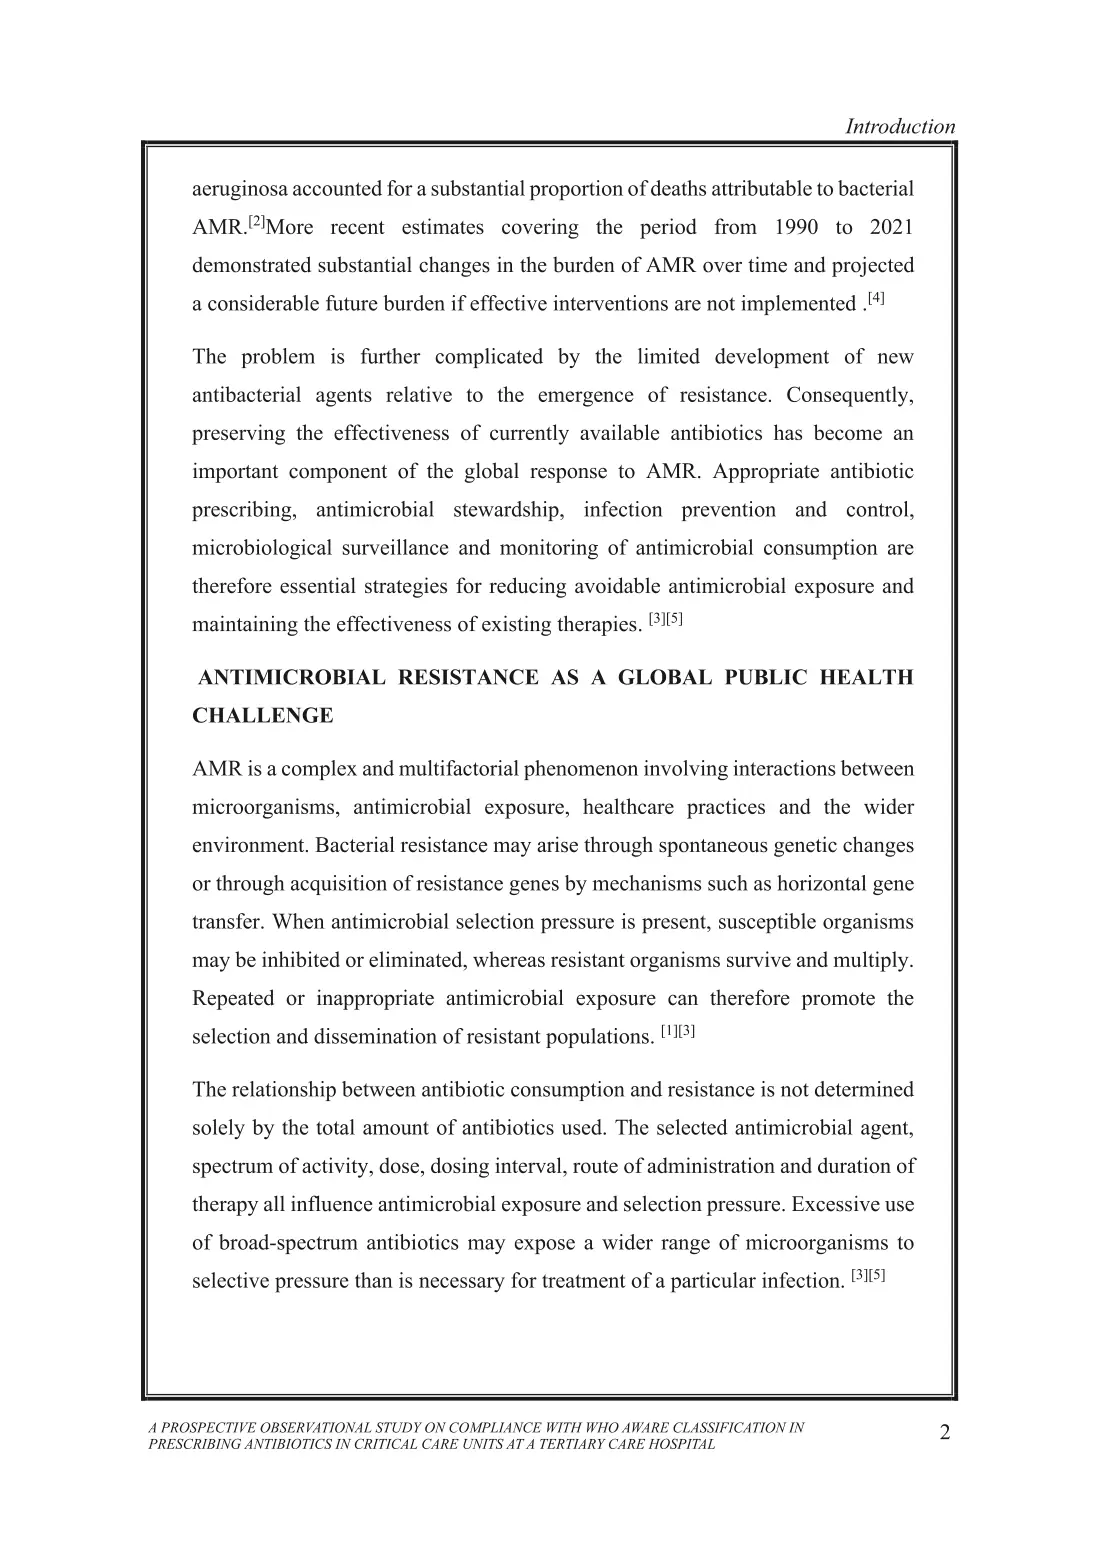 Introduction
aeruginosa accounted for a substantial proportion of deaths attributable to bacterial
AMR.[2]More recent estimates covering the period from 1990 to 2021
demonstrated substantial changes in the burden of AMR over time and projected
a considerable future burden if effective interventions are not implemented .[4]
The problem is further complicated by the limited development of new
antibacterial agents relative to the emergence of resistance. Consequently,
preserving the effectiveness of currently available antibiotics has become an
important component of the global response to AMR. Appropriate antibiotic
prescribing, antimicrobial stewardship, infection prevention and control,
microbiological surveillance and monitoring of antimicrobial consumption are
therefore essential strategies for reducing avoidable antimicrobial exposure and
maintaining the effectiveness of existing therapies. [3][5]
ANTIMICROBIAL RESISTANCE AS A GLOBAL PUBLIC HEALTH
CHALLENGE
AMR is a complex and multifactorial phenomenon involving interactions between
microorganisms, antimicrobial exposure, healthcare practices and the wider
environment. Bacterial resistance may arise through spontaneous genetic changes
or through acquisition of resistance genes by mechanisms such as horizontal gene
transfer. When antimicrobial selection pressure is present, susceptible organisms
may be inhibited or eliminated, whereas resistant organisms survive and multiply.
Repeated or inappropriate antimicrobial exposure can therefore promote the
selection and dissemination of resistant populations. [1][3]
The relationship between antibiotic consumption and resistance is not determined
solely by the total amount of antibiotics used. The selected antimicrobial agent,
spectrum of activity, dose, dosing interval, route of administration and duration of
therapy all influence antimicrobial exposure and selection pressure. Excessive use
of broad-spectrum antibiotics may expose a wider range of microorganisms to
selective pressure than is necessary for treatment of a particular infection. [3][5]
A PROSPECTIVE OBSERVATIONAL STUDY ON COMPLIANCE WITH WHO AWARE CLASSIFICATION IN
PRESCRIBING ANTIBIOTICS IN CRITICAL CARE UNITS AT A TERTIARY CARE HOSPITAL
2